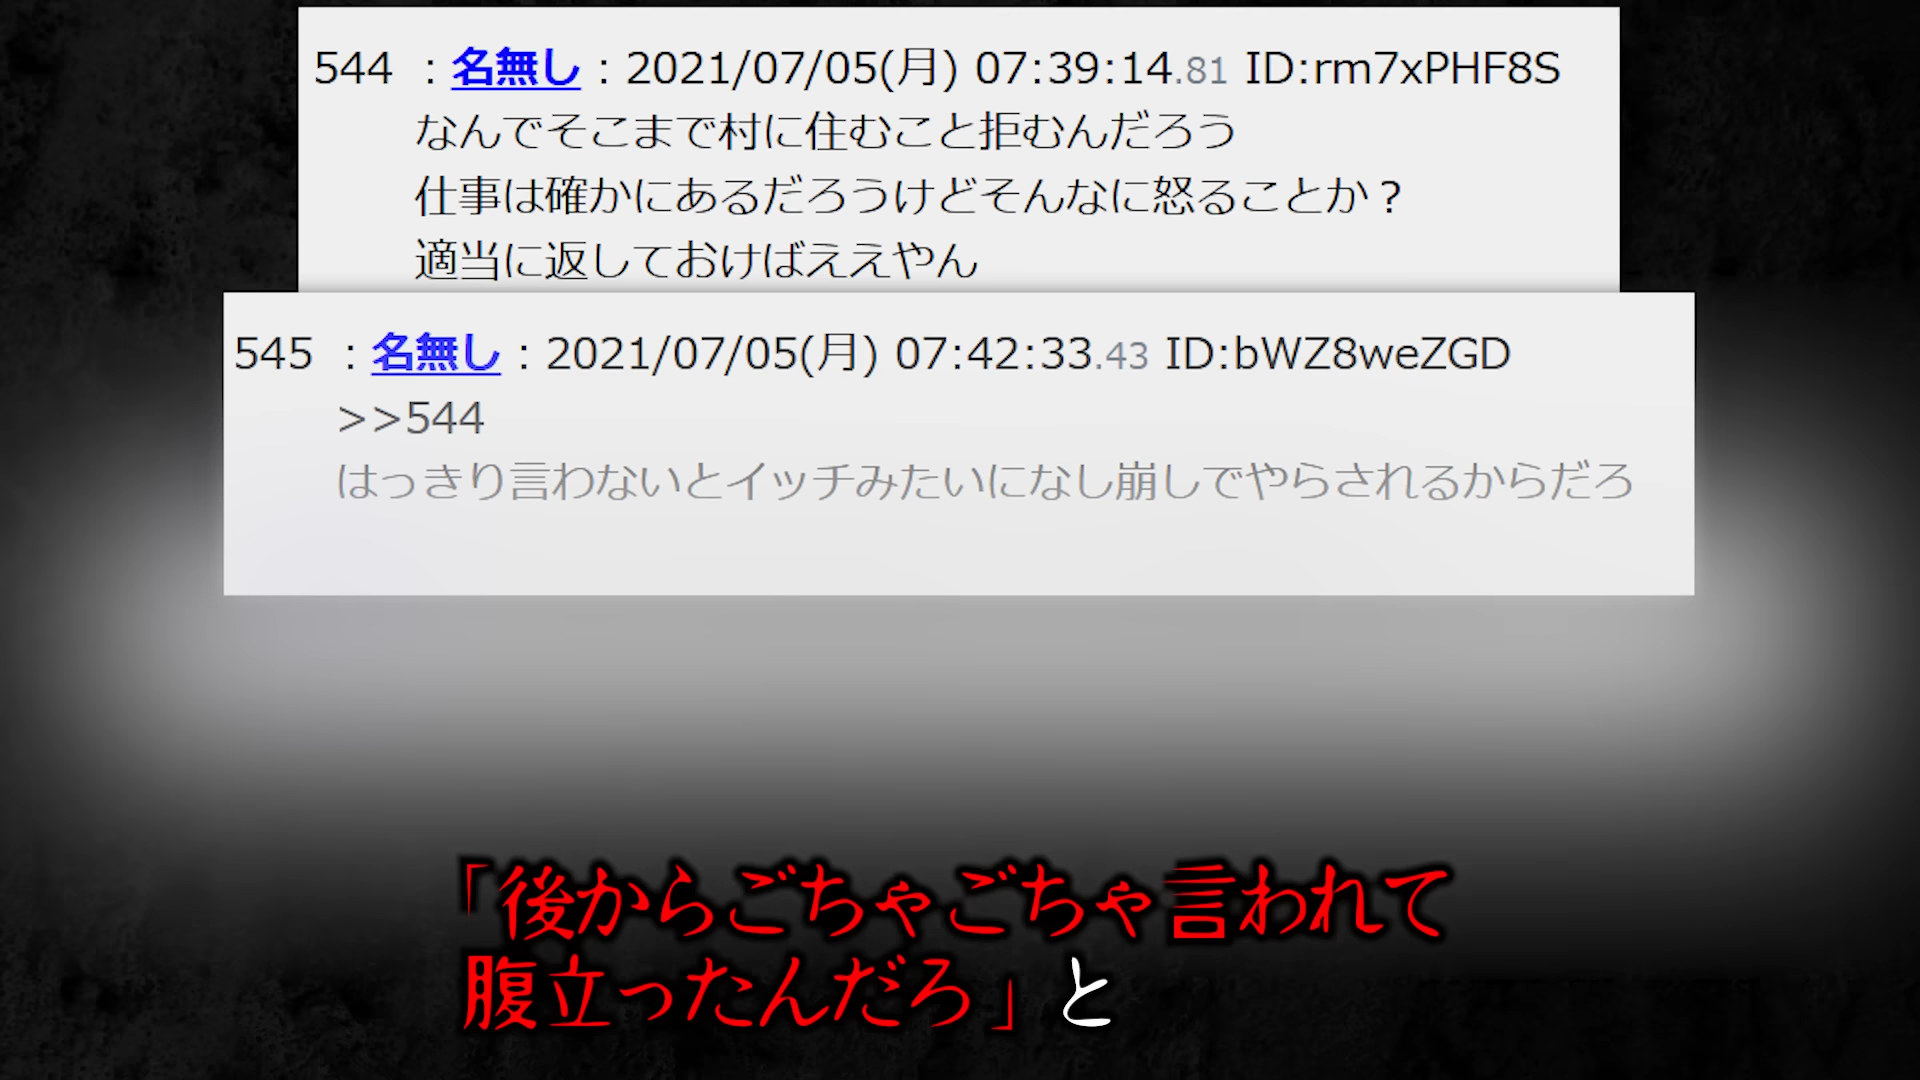 544 ：名無し：2021/07/05(月) 07:39:14.81 ID:rm7xPHF8S
なんでそこまで村に住むこと拒むんだろう
仕事は確かにあるだろうけどそんなに怒ることか？
適当に返しておけばええやん
545 ：名無し：2021/07/05(月) 07:42:33.43 ID:bWZ8weZGD
>>544
はっきり言わないとイッチみたいになし崩しでやらされるからだろ
「後からごちゃごちゃ言われて
腹立ったんだろ」と